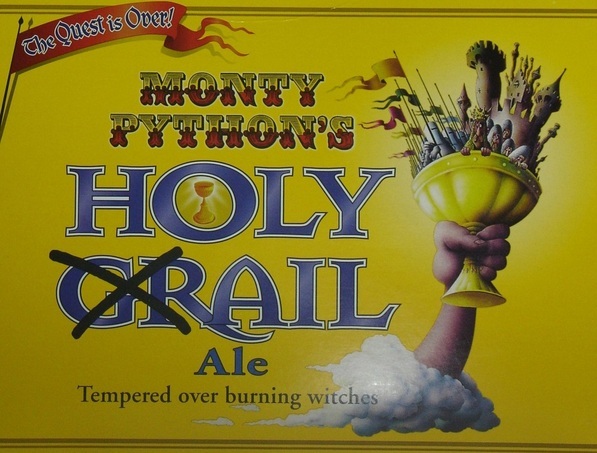 The Quest is Over!
MONTY
PYTHON'S
HOLY
GRAIL
Ale
Tempered over burning witches